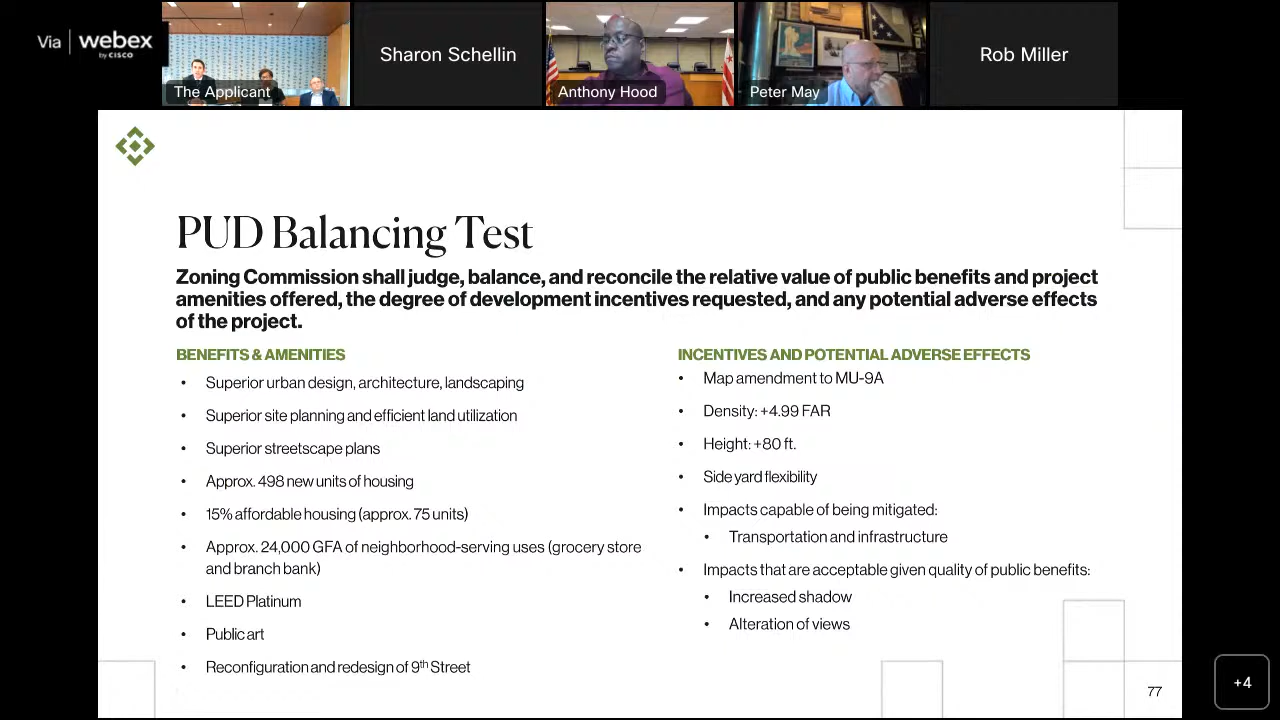 Via | webex
by CISCO
The Applicant
Sharon Schellin
Anthony Hood
Peter May
Rob Miller
PUD Balancing Test
Zoning Commission shall judge, balance, and reconcile the relative value of public benefits and project
amenities offered, the degree of development incentives requested, and any potential adverse effects
of the project.
BENEFITS & AMENITIES
• Superior urban design, architecture, landscaping
• Superior site planning and efficient land utilization
• Superior streetscape plans
• Approx. 498 new units of housing
• 15% affordable housing (approx. 75 units)
• Approx. 24,000 GFA of neighborhood-serving uses (grocery store
and branch bank)
• LEED Platinum
• Public art
• Reconfiguration and redesign of 9th Street
INCENTIVES AND POTENTIAL ADVERSE EFFECTS
• Map amendment to MU-9A
• Density: +4.99 FAR
• Height: +80 ft.
• Side yard flexibility
• Impacts capable of being mitigated:
• Transportation and infrastructure
• Impacts that are acceptable given quality of public benefits:
• Increased shadow
• Alteration of views
77
+4